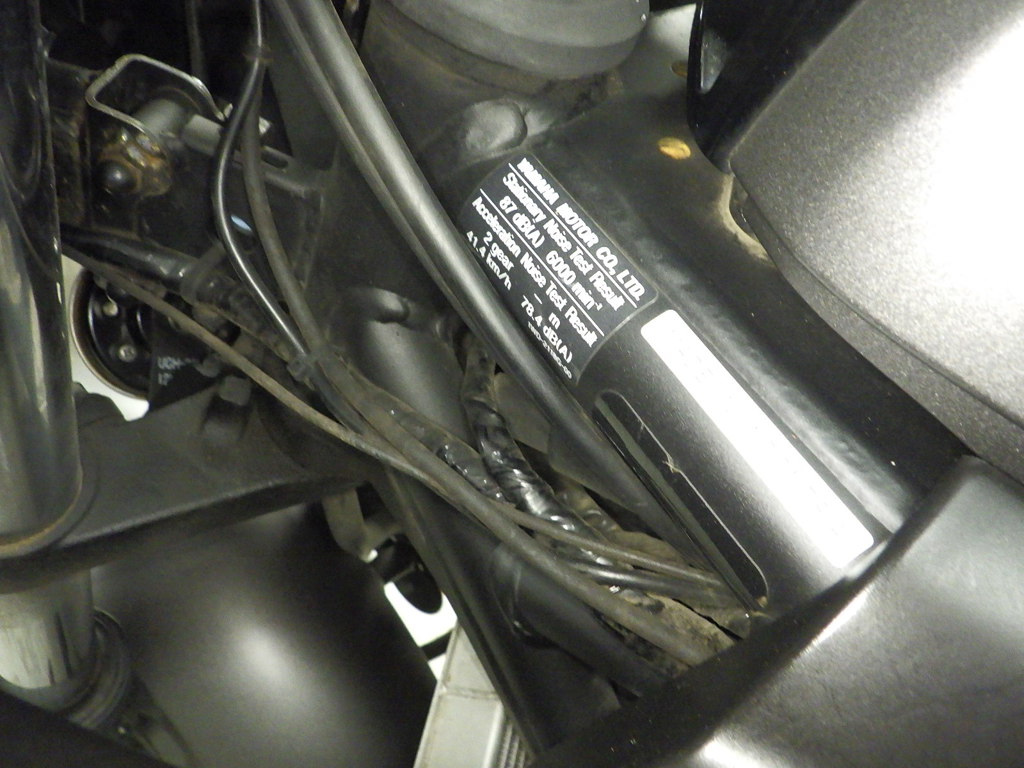 YAMAHA MOTOR CO., LTD.
Stationary Noise Test Result
87 dB(A) 6000 min-1
Acceleration Noise Test Result
2 gear – m
41.4 km/h 78.4 dB(A)